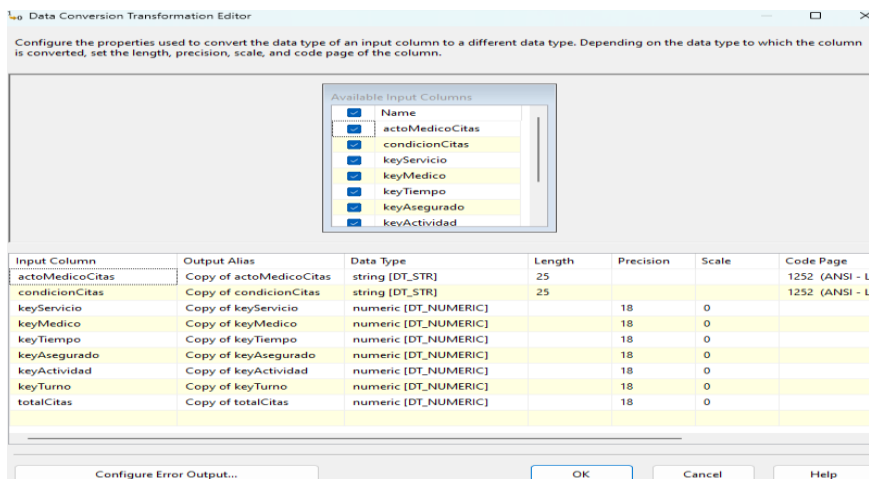 Data Conversion Transformation Editor
Configure the properties used to convert the data type of an input column to a different data type. Depending on the data type to which the column
is converted, set the length, precision, scale, and code page of the column.
Available Input Columns
Name
actoMedicoCitas
condicionCitas
keyServicio
keyMedico
keyTiempo
keyAsegurado
keyActividad
Input Column Output Alias Data Type Length Precision Scale Code Page
actoMedicoCitas Copy of actoMedicoCitas string [DT_STR] 25 1252 (ANSI - L
condicionCitas Copy of condicionCitas string [DT_STR] 25 1252 (ANSI - L
keyServicio Copy of keyServicio numeric [DT_NUMERIC] 18 0
keyMedico Copy of keyMedico numeric [DT_NUMERIC] 18 0
keyTiempo Copy of keyTiempo numeric [DT_NUMERIC] 18 0
keyAsegurado Copy of keyAsegurado numeric [DT_NUMERIC] 18 0
keyActividad Copy of keyActividad numeric [DT_NUMERIC] 18 0
keyTurno Copy of keyTurno numeric [DT_NUMERIC] 18 0
totalCitas Copy of totalCitas numeric [DT_NUMERIC] 18 0
Configure Error Output... OK Cancel Help